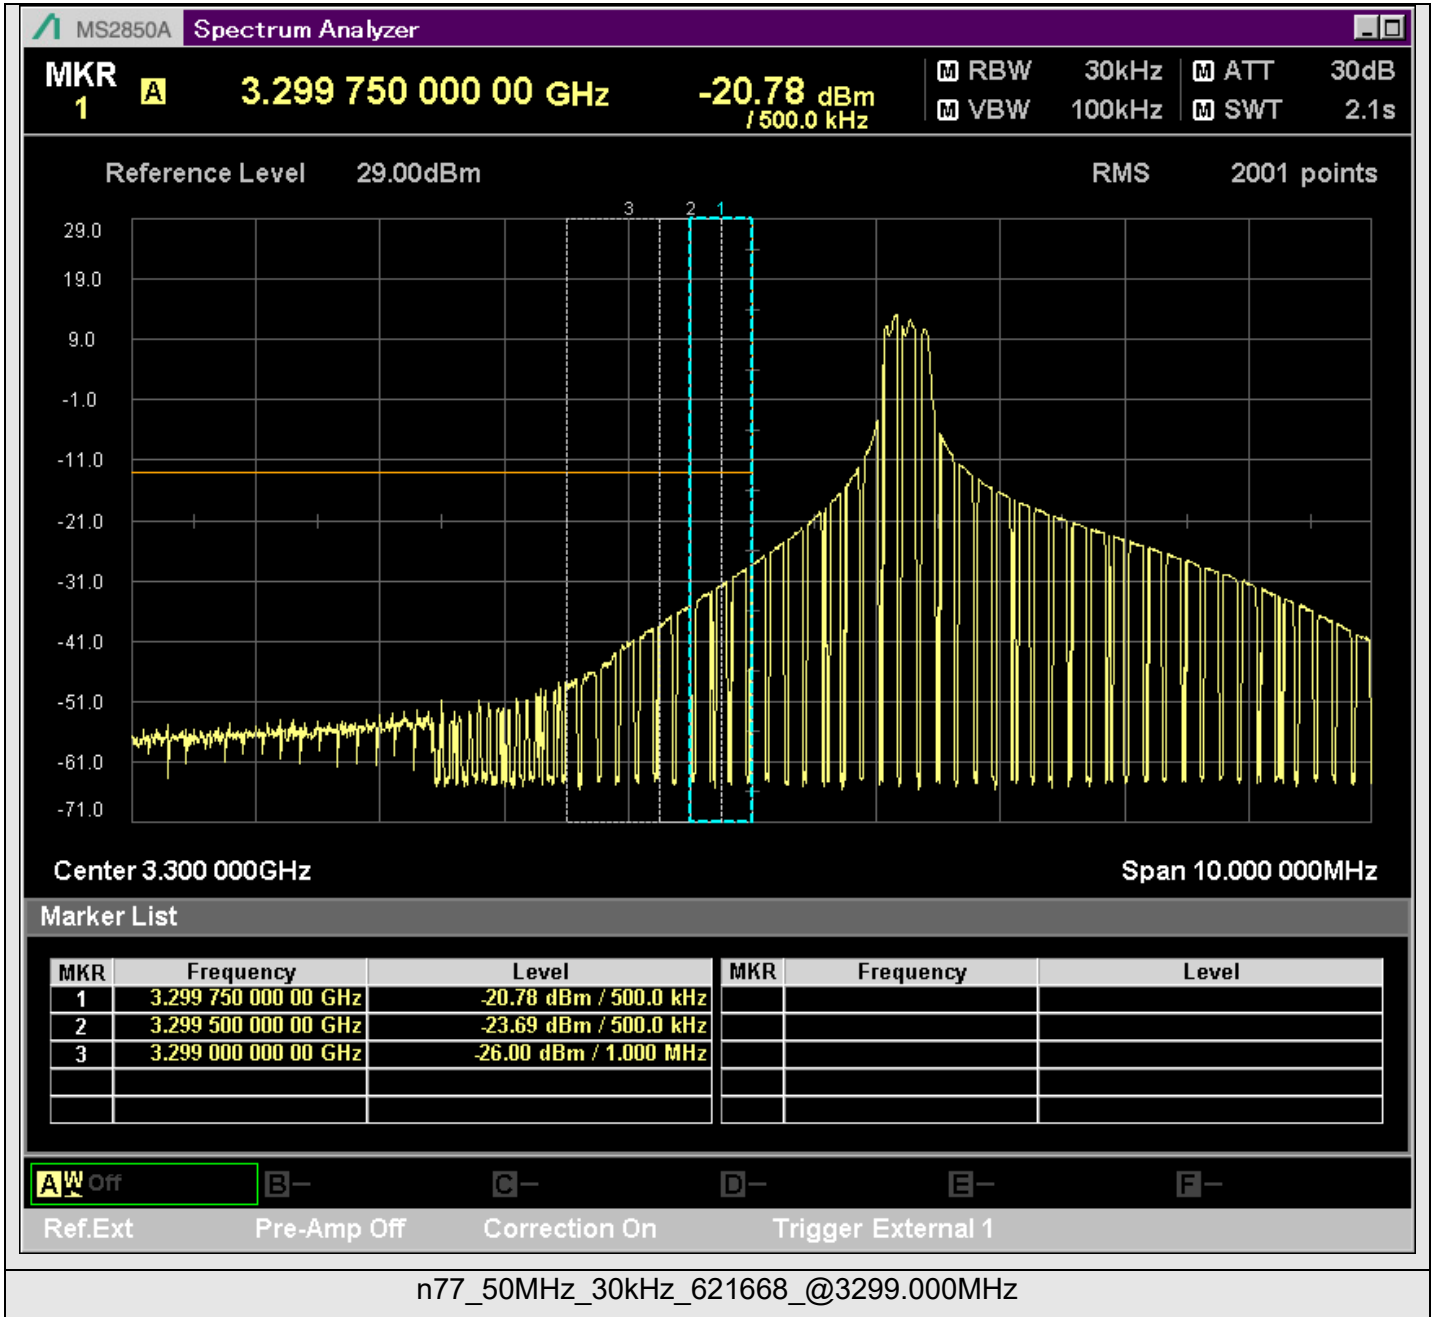 MS2850A Spectrum Analyzer
MKR 1 A 3.299 750 000 00 GHz -20.78 dBm / 500.0 kHz
M RBW 30kHz M ATT 30dB
M VBW 100kHz M SWT 2.1s
Reference Level 29.00dBm RMS 2001 points
3 2 1
29.0
19.0
9.0
-1.0
-11.0
-21.0
-31.0
-41.0
-51.0
-61.0
-71.0
Center 3.300 000GHz Span 10.000 000MHz
Marker List
MKR Frequency Level MKR Frequency Level
1 3.299 750 000 00 GHz -20.78 dBm / 500.0 kHz
2 3.299 500 000 00 GHz -23.69 dBm / 500.0 kHz
3 3.299 000 000 00 GHz -26.00 dBm / 1.000 MHz
A W Off B — C — D — E — F —
Ref.Ext Pre-Amp Off Correction On Trigger External 1
n77_50MHz_30kHz_621668_@3299.000MHz